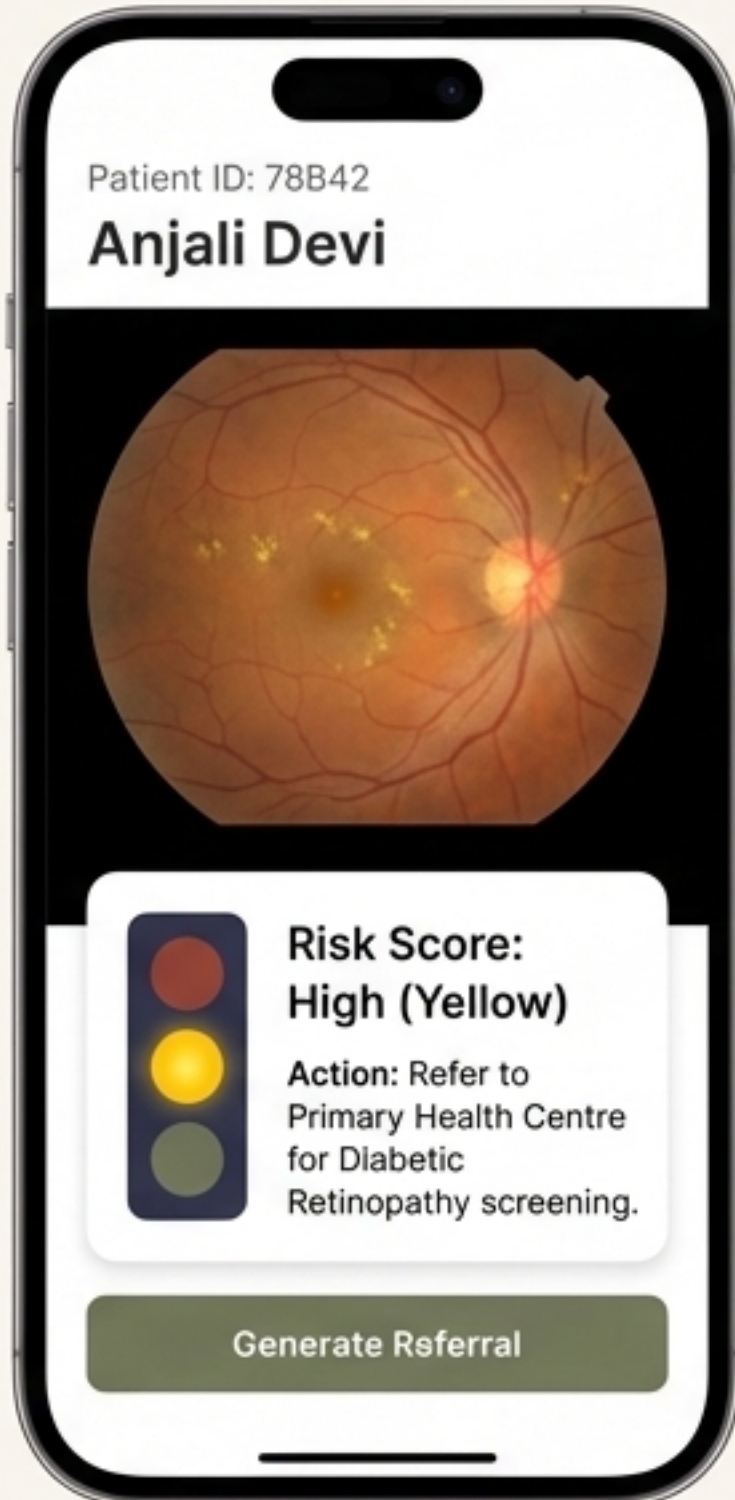 Patient ID: 78B42
Anjali Devi
Risk Score:
High (Yellow)
Action: Refer to
Primary Health Centre
for Diabetic
Retinopathy screening.
Generate Rsferral